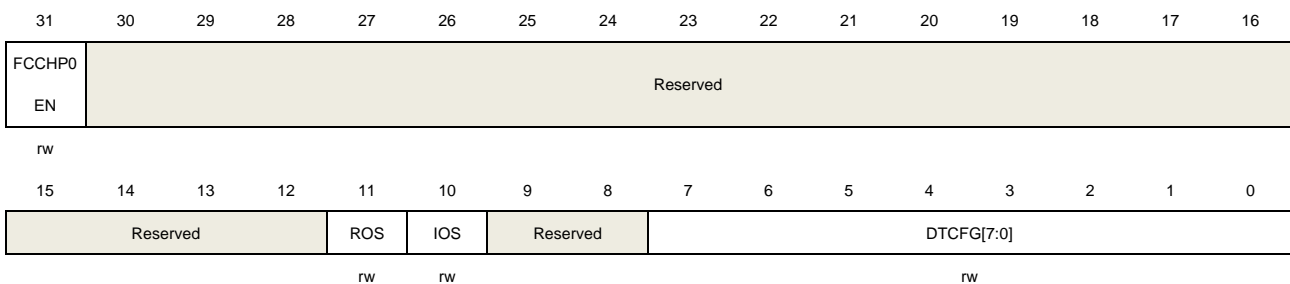 31 30 29 28 27 26 25 24 23 22 21 20 19 18 17 16
FCCHP0
EN
Reserved
rw
15 14 13 12 11 10 9 8 7 6 5 4 3 2 1 0
Reserved ROS IOS Reserved DTCFG[7:0]
rw rw rw